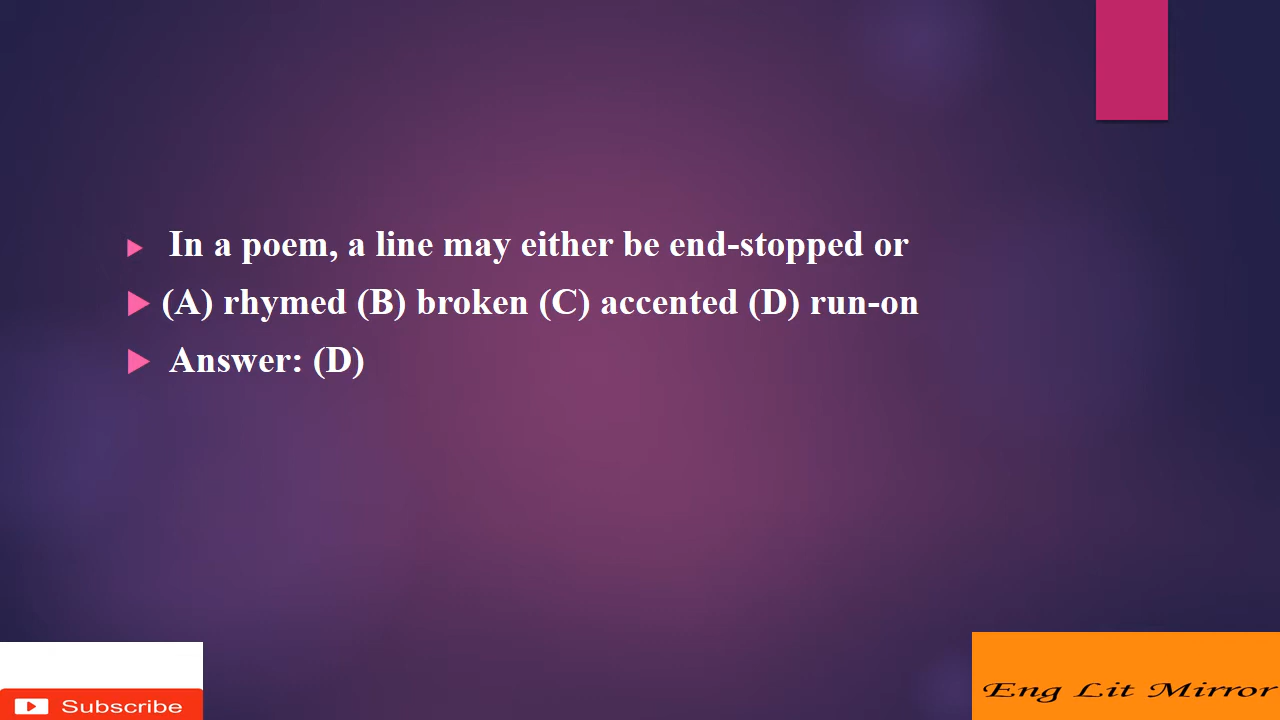 In a poem, a line may either be end-stopped or
(A) rhymed (B) broken (C) accented (D) run-on
Answer: (D)
Subscribe
Eng Lit Mirror